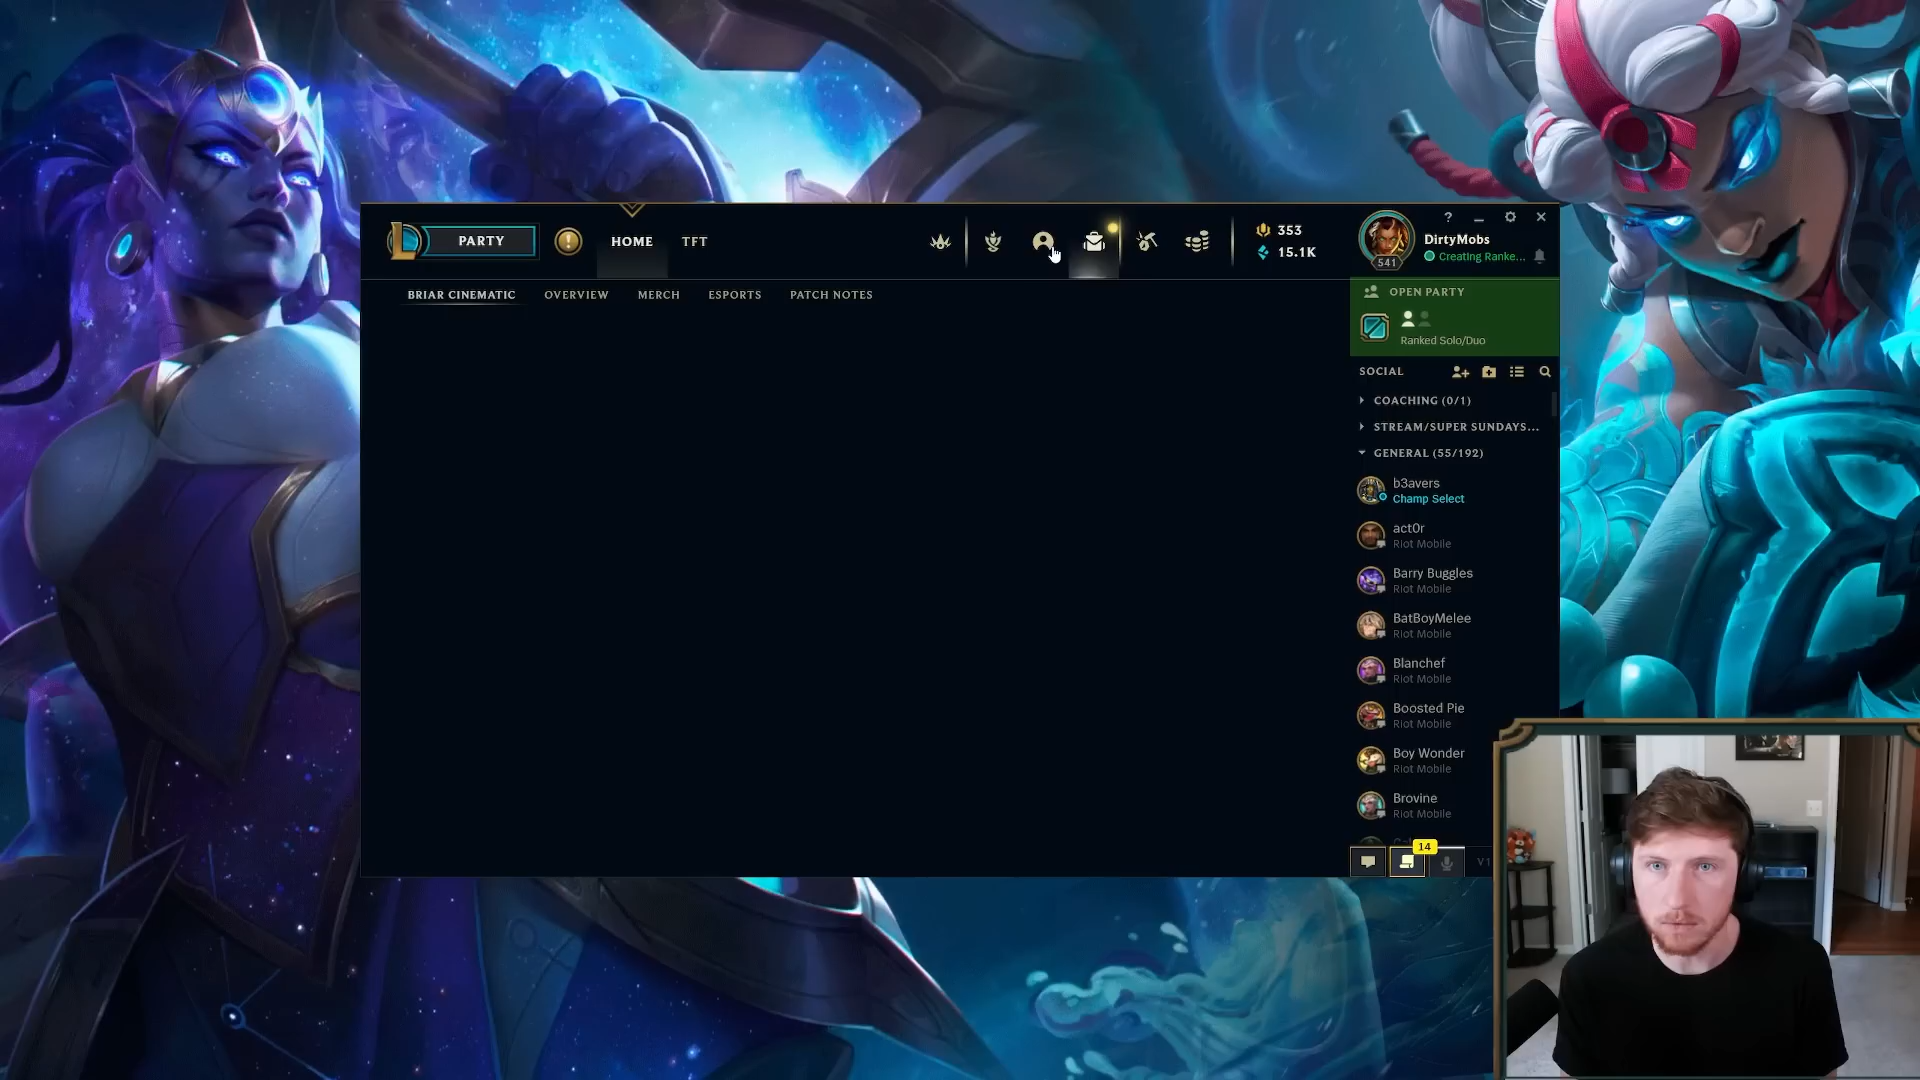 PARTY
HOME
TFT
353
15.1K
541
DirtyMobs
Creating Ranke...
BRIAR CINEMATIC
OVERVIEW
MERCH
ESPORTS
PATCH NOTES
OPEN PARTY
Ranked Solo/Duo
SOCIAL
COACHING (0/1)
STREAM/SUPER SUNDAYS...
GENERAL (55/192)
b3avers
Champ Select
act0r
Riot Mobile
Barry Buggles
Riot Mobile
BatBoyMelee
Riot Mobile
Blanchef
Riot Mobile
Boosted Pie
Riot Mobile
Boy Wonder
Riot Mobile
Brovine
Riot Mobile
14
V1